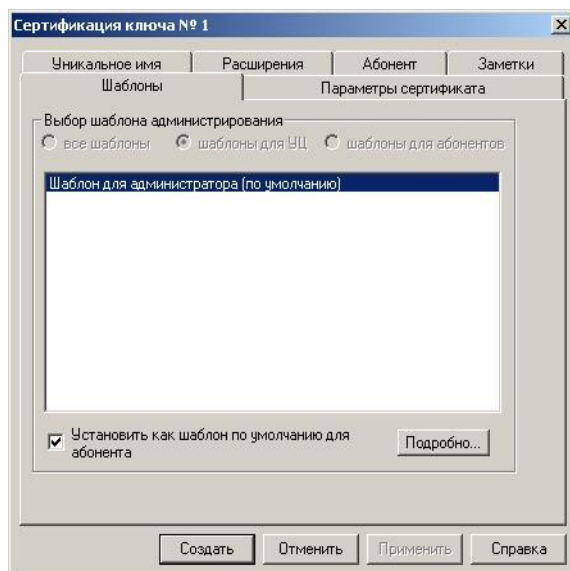 Сертификация ключа № 1
Уникальное имя Расширения Абонент Заметки
Шаблоны Параметры сертификата
Выбор шаблона администрирования
все шаблоны шаблоны для УЦ шаблоны для абонентов
Шаблон для администратора (по умолчанию)
Установить как шаблон по умолчанию для
абонента
Подробно...
Создать Отменить Применить Справка